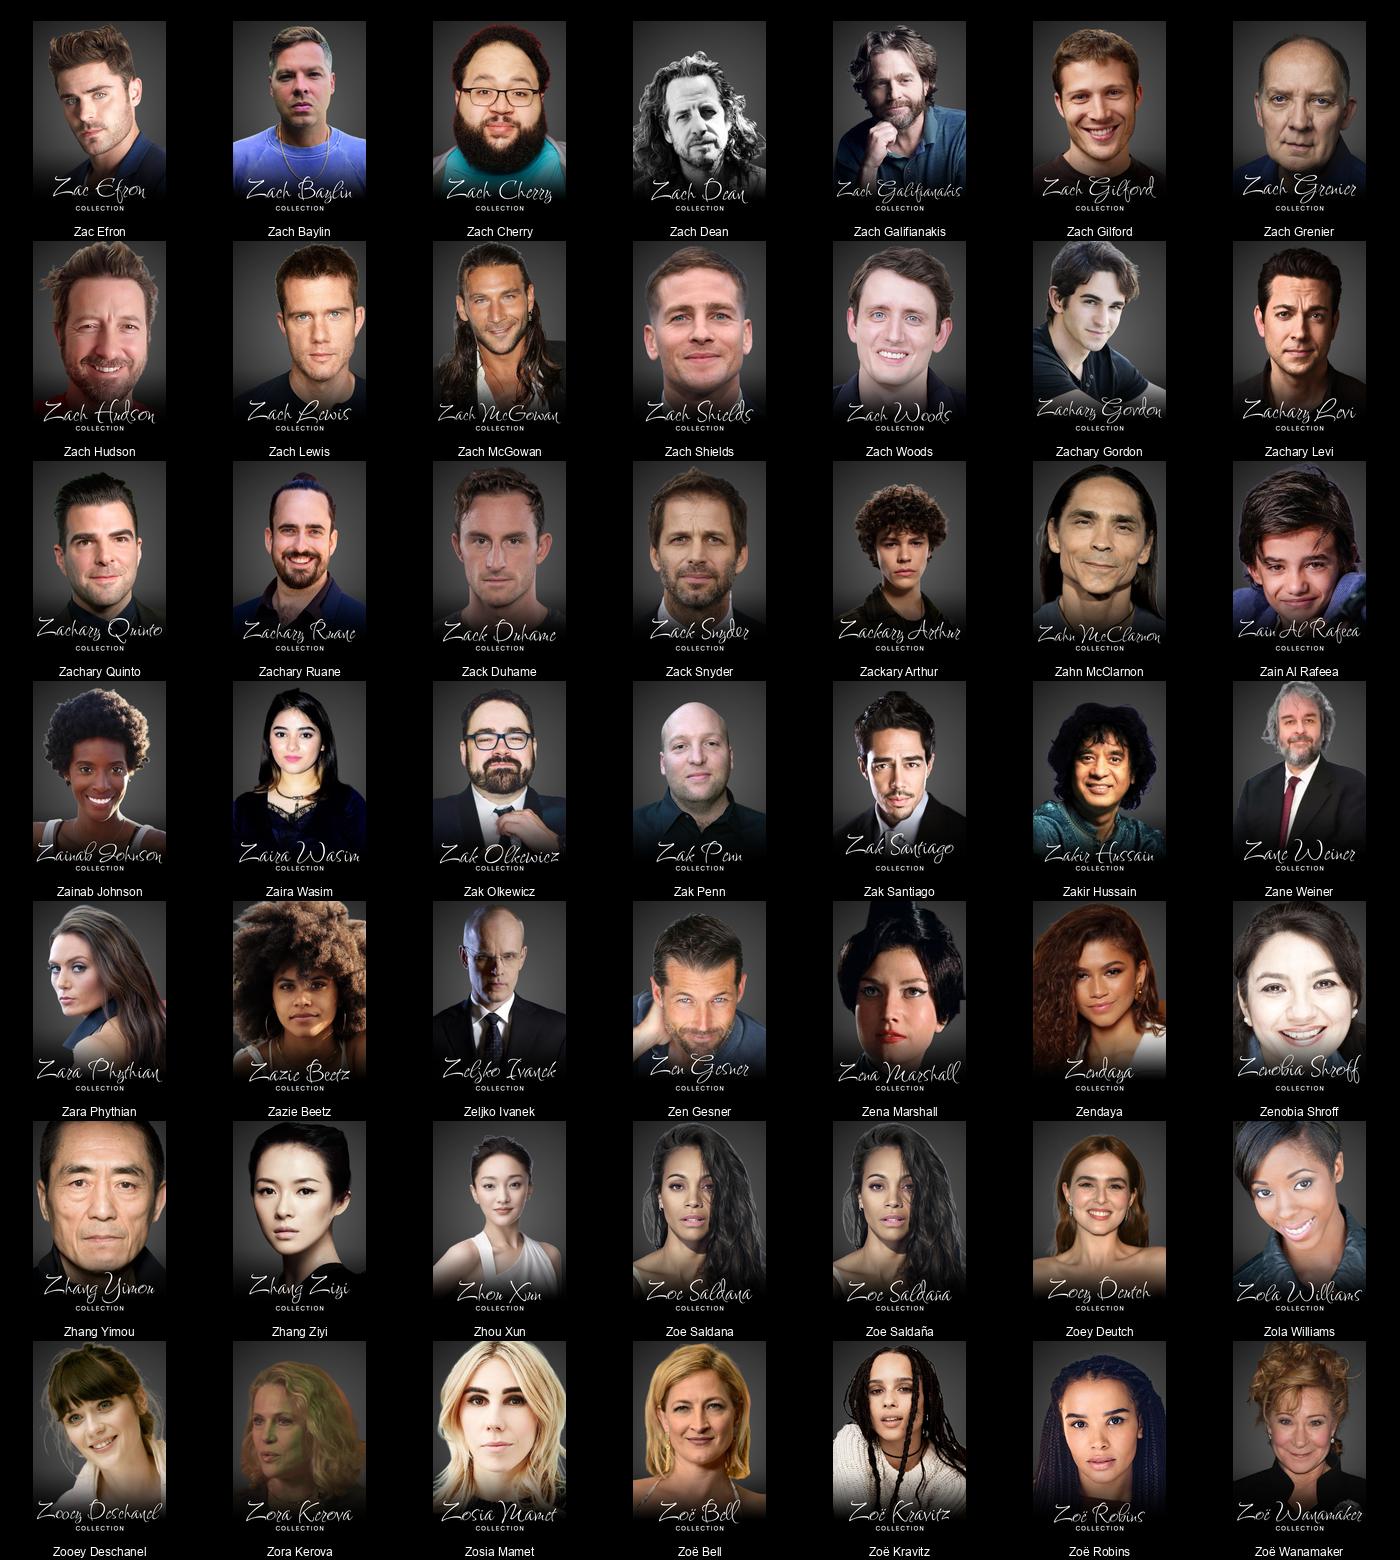 Zac Efron Zach Baylin Zach Cherry Zach Dean Zach Galifianakis Zach Gilford Zach Grenier
COLLECTION COLLECTION COLLECTION COLLECTION COLLECTION COLLECTION COLLECTION
Zac Efron Zach Baylin Zach Cherry Zach Dean Zach Galifianakis Zach Gilford Zach Grenier
Zach Hudson Zach Lewis Zach McGowan Zach Shields Zach Woods Zachary Gordon Zachary Levi
COLLECTION COLLECTION COLLECTION COLLECTION COLLECTION COLLECTION COLLECTION
Zach Hudson Zach Lewis Zach McGowan Zach Shields Zach Woods Zachary Gordon Zachary Levi
Zachary Quinto Zachary Ruane Zack Duhame Zack Snyder Zackary Arthur Zahn McClarnon Zain Al Rafeea
COLLECTION COLLECTION COLLECTION COLLECTION COLLECTION COLLECTION COLLECTION
Zachary Quinto Zachary Ruane Zack Duhame Zack Snyder Zackary Arthur Zahn McClarnon Zain Al Rafeea
Zainab Johnson Zaira Wasim Zak Olkewicz Zak Penn Zak Santiago Zakir Hussain Zane Weiner
COLLECTION COLLECTION COLLECTION COLLECTION COLLECTION COLLECTION COLLECTION
Zainab Johnson Zaira Wasim Zak Olkewicz Zak Penn Zak Santiago Zakir Hussain Zane Weiner
Zara Phythian Zazie Beetz Zeljko Ivanek Zen Gesner Zena Marshall Zendaya Zenobia Shroff
COLLECTION COLLECTION COLLECTION COLLECTION COLLECTION COLLECTION COLLECTION
Zara Phythian Zazie Beetz Zeljko Ivanek Zen Gesner Zena Marshall Zendaya Zenobia Shroff
Zhang Yimou Zhang Ziyi Zhou Xun Zoe Saldana Zoe Saldana Zoey Deutch Zola Williams
COLLECTION COLLECTION COLLECTION COLLECTION COLLECTION COLLECTION COLLECTION
Zhang Yimou Zhang Ziyi Zhou Xun Zoe Saldana Zoe Saldaña Zoey Deutch Zola Williams
Zooey Deschanel Zora Kerova Zosia Mamet Zoë Bell Zoë Kravitz Zoë Robins Zoë Wanamaker
COLLECTION COLLECTION COLLECTION COLLECTION COLLECTION COLLECTION COLLECTION
Zooey Deschanel Zora Kerova Zosia Mamet Zoë Bell Zoë Kravitz Zoë Robins Zoë Wanamaker